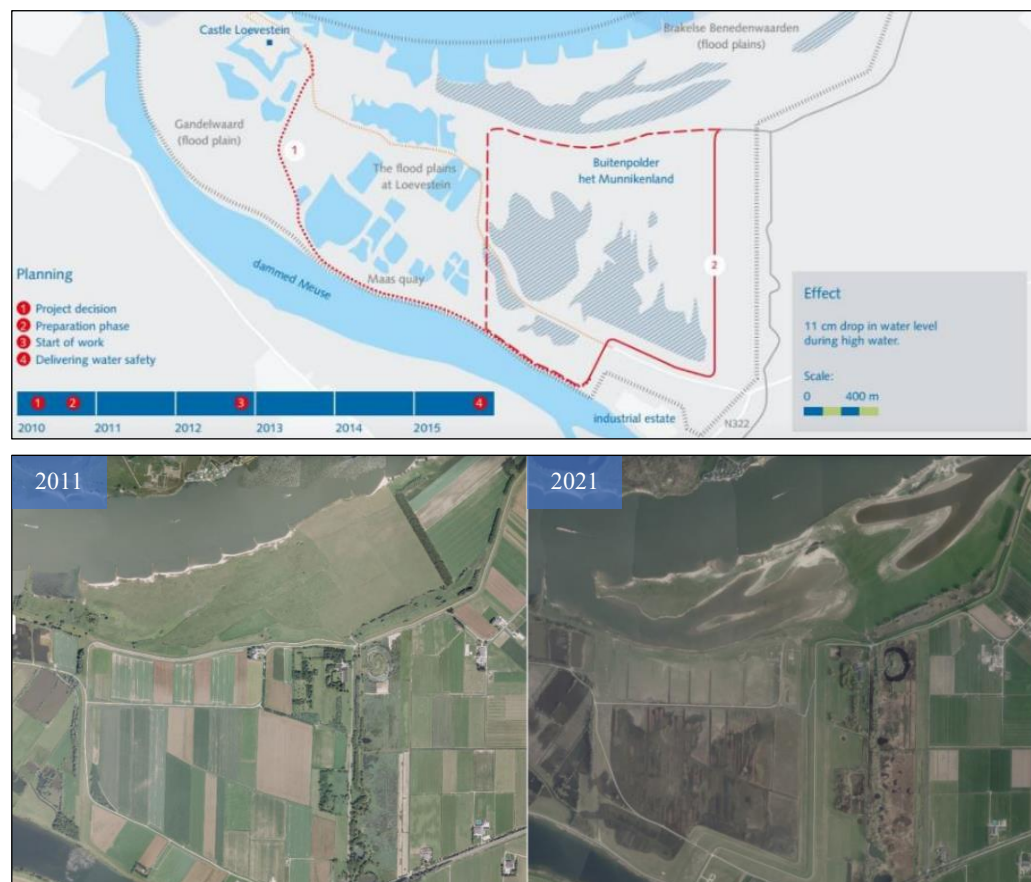 Castle Loevestein
Brakelse Benedenwaarden
(flood plains)
Gandelwaard
(flood plain)
1
The flood plains
at Loevestein
Buitenpolder
het Munnikenland
2
dammed Meuse
Maas quay
industrial estate
N322
Planning
1 Project decision
2 Preparation phase
3 Start of work
4 Delivering water safety
1 2 3 4
2010 2011 2012 2013 2014 2015
Effect
11 cm drop in water level
during high water.
Scale:
0 400 m
2011
2021